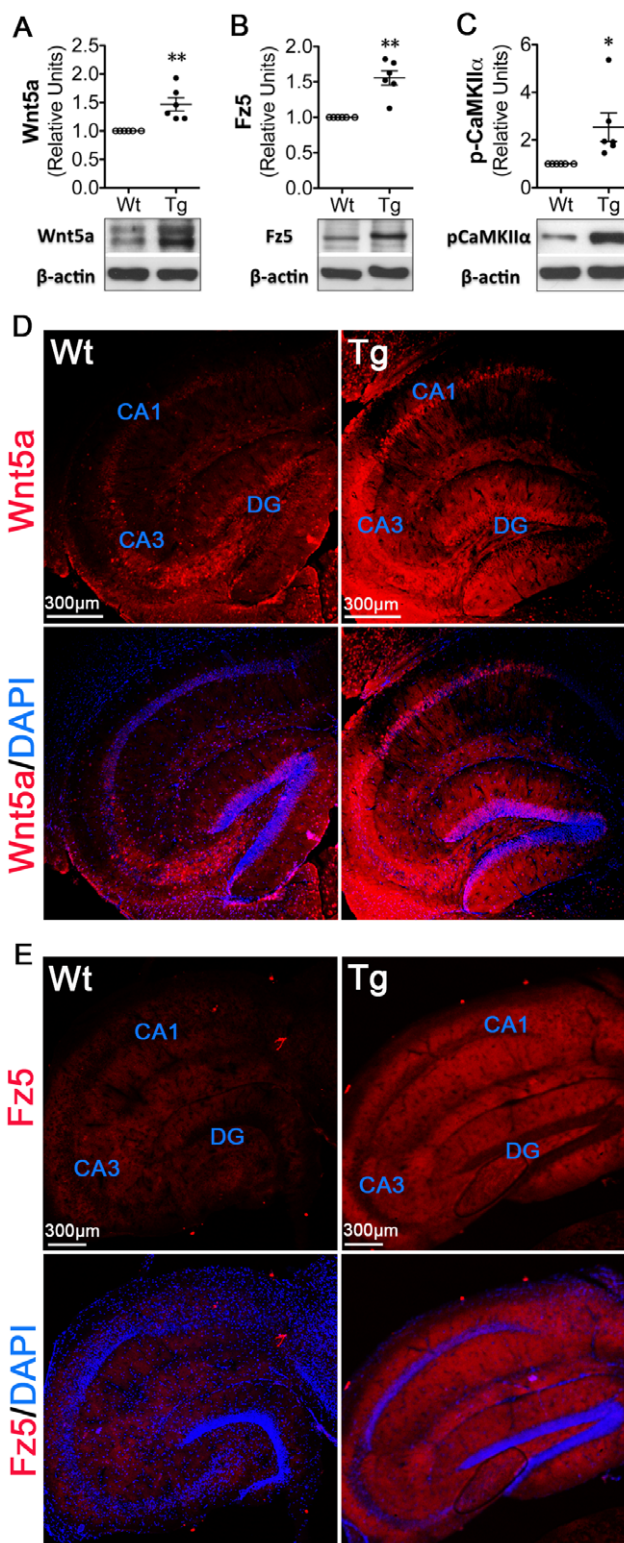 A
Wnt5a
(Relative Units)
2.5
2.0
1.5
1.0
0.5
0.0
**
Wt Tg
Wnt5a
β-actin
B
Fz5
(Relative Units)
2.0
1.5
1.0
0.5
0.0
**
Wt Tg
Fz5
β-actin
C
p-CaMKIIα
(Relative Units)
6
4
2
0
*
Wt Tg
pCaMKIIα
β-actin
D
Wnt5a
Wt
CA1
CA3
DG
300µm
Tg
CA1
CA3
DG
300µm
Wnt5a/DAPI
E
Fz5
Wt
CA1
CA3
DG
300µm
Tg
CA1
CA3
DG
300µm
Fz5/DAPI